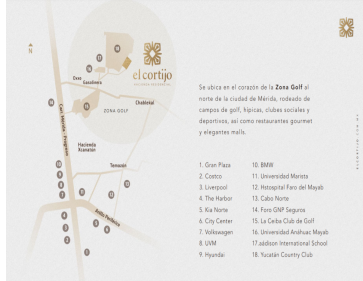 N
el cortijo
Oxxo
Gasolinera
Chablekal
ZONA GOLF
Carr. Mérida - Progreso
Hacienda
Xcanatún
Temozón
Anillo Periférico
Se ubica en el corazón de la Zona Golf al
norte de la ciudad de Mérida, rodeado de
campos de golf, hípicas, clubes sociales y
deportivos, así como restaurantes gourmet
y elegantes malls.
1. Gran Plaza
2. Costco
3. Liverpool
4. The Harbor
5. Kia Norte
6. City Center
7. Volkswagen
8. UVM
9. Hyundai
10. BMW
11. Universidad Marista
12. Hstospital Faro del Mayab
13. Cabo Norte
14. Foro GNP Seguros
15. La Ceiba Club de Golf
16. Universidad Anáhuac Mayab
17.addison International School
18. Yucatán Country Club